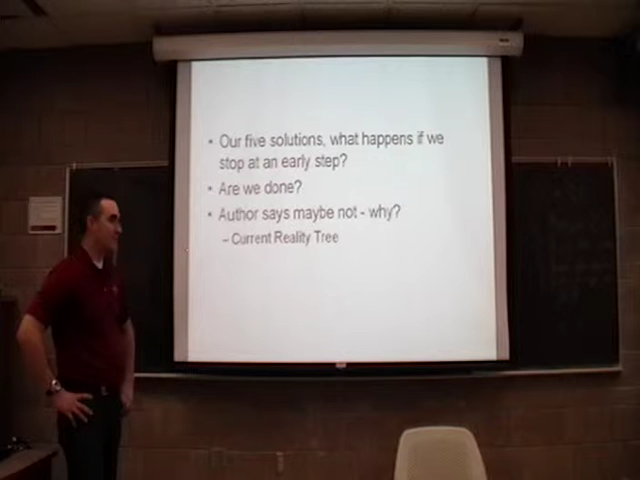 • Our five solutions, what happens if we
stop at an early step?
• Are we done?
• Author says maybe not - why?
– Current Reality Tree